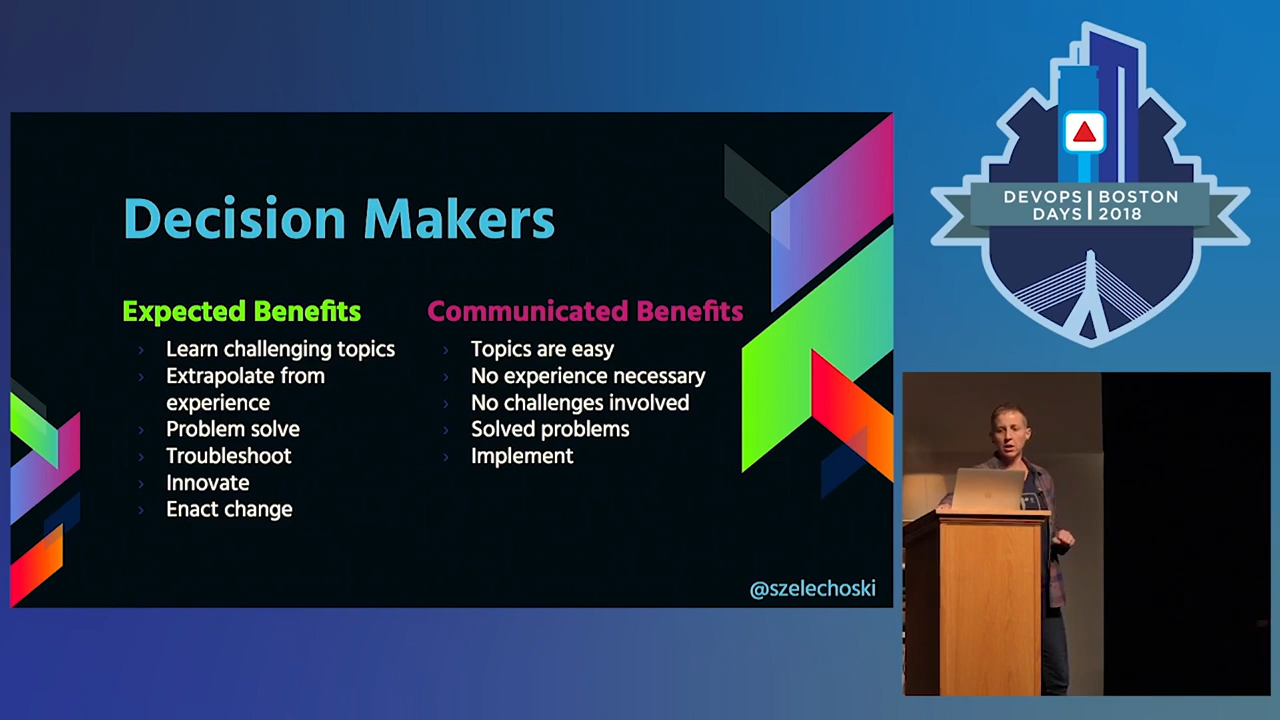 Decision Makers
Expected Benefits
› Learn challenging topics
› Extrapolate from
experience
› Problem solve
› Troubleshoot
› Innovate
› Enact change
Communicated Benefits
› Topics are easy
› No experience necessary
› No challenges involved
› Solved problems
› Implement
@szelechoski
DEVOPS | BOSTON
DAYS | 2018